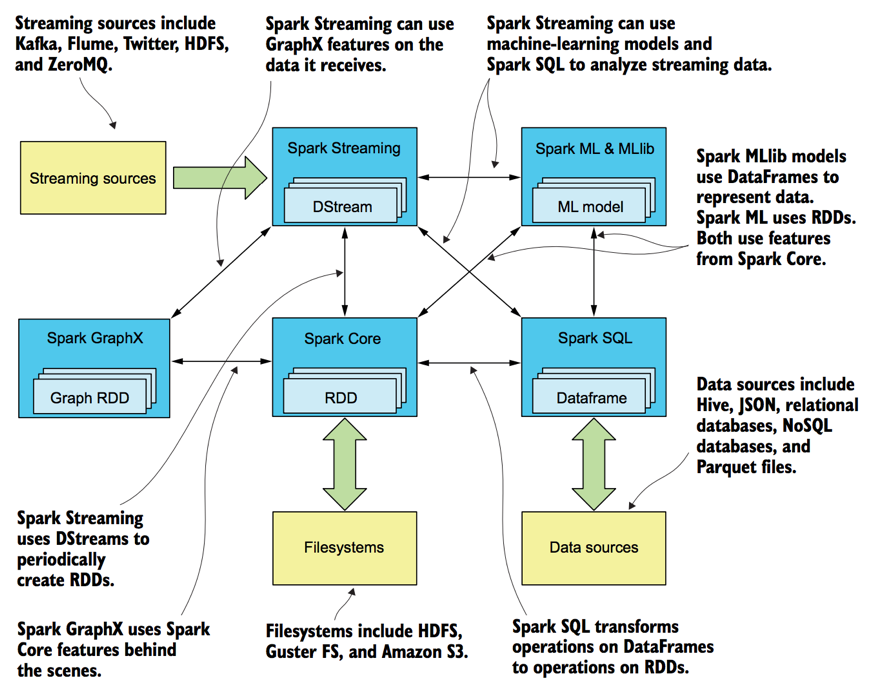 Streaming sources include
Kafka, Flume, Twitter, HDFS,
and ZeroMQ.
Spark Streaming can use
GraphX features on the
data it receives.
Spark Streaming can use
machine-learning models and
Spark SQL to analyze streaming data.
Streaming sources
Spark Streaming
DStream
Spark ML & MLlib
ML model
Spark MLlib models
use DataFrames to
represent data.
Spark ML uses RDDs.
Both use features
from Spark Core.
Spark GraphX
Graph RDD
Spark Core
RDD
Spark SQL
Dataframe
Data sources include
Hive, JSON, relational
databases, NoSQL
databases, and
Parquet files.
Spark Streaming
uses DStreams to
periodically
create RDDs.
Filesystems
Data sources
Spark GraphX uses Spark
Core features behind
the scenes.
Filesystems include HDFS,
Guster FS, and Amazon S3.
Spark SQL transforms
operations on DataFrames
to operations on RDDs.